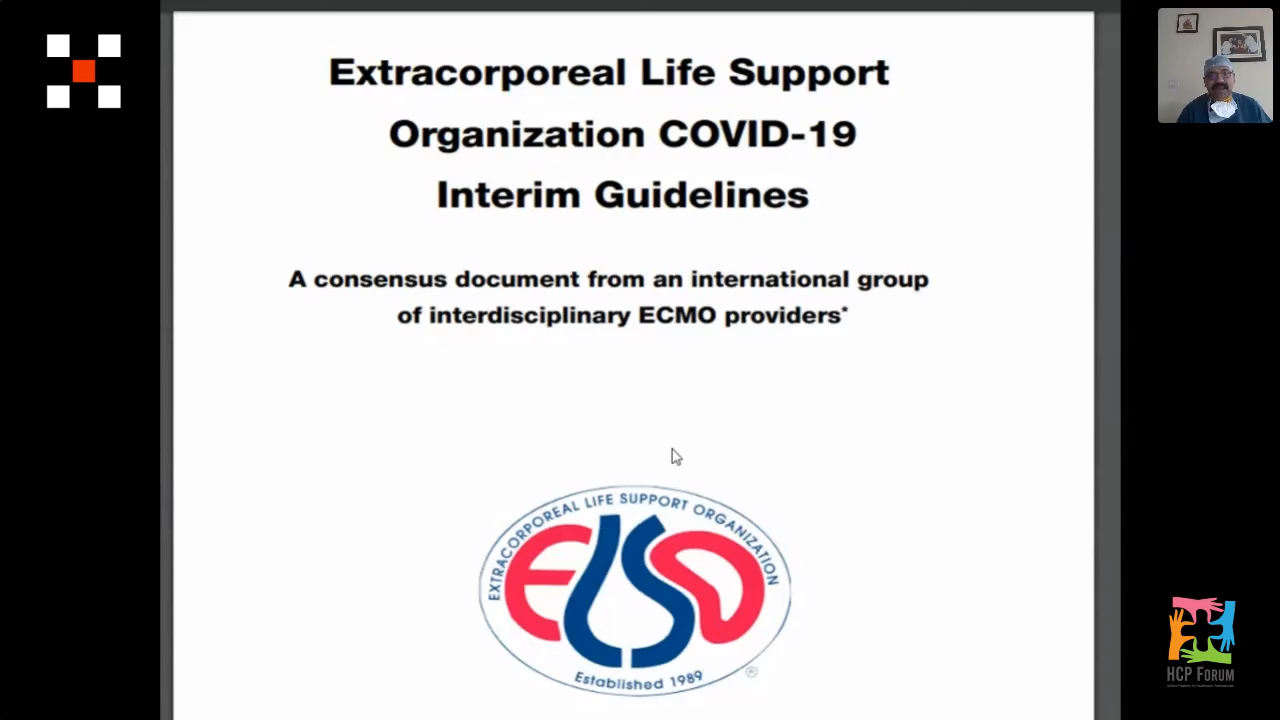 Extracorporeal Life Support
Organization COVID-19
Interim Guidelines
A consensus document from an international group
of interdisciplinary ECMO providers*
EXTRACORPOREAL LIFE SUPPORT ORGANIZATION
ELSO
Established 1989
®
HCP FORUM